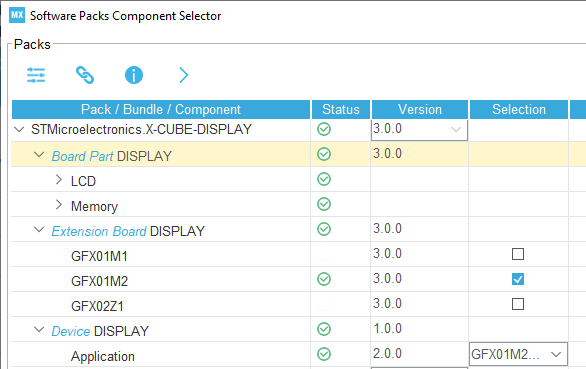 MX Software Packs Component Selector
Packs
Pack / Bundle / Component Status Version Selection
STMicroelectronics.X-CUBE-DISPLAY 3.0.0
Board Part DISPLAY 3.0.0
LCD
Memory
Extension Board DISPLAY 3.0.0
GFX01M1 3.0.0
GFX01M2 3.0.0
GFX02Z1 3.0.0
Device DISPLAY 1.0.0
Application 2.0.0 GFX01M2...